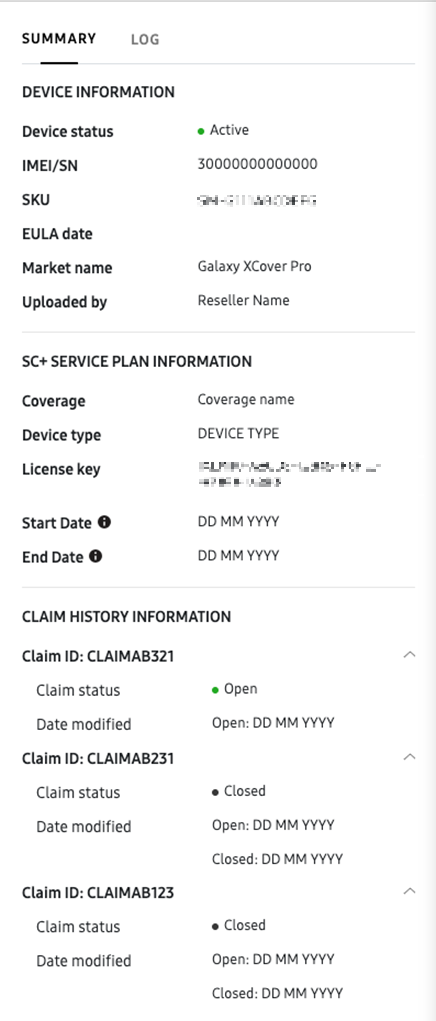 SUMMARY LOG
DEVICE INFORMATION
Device status Active
IMEI/SN 30000000000000
SKU
EULA date
Market name Galaxy XCover Pro
Uploaded by Reseller Name
SC+ SERVICE PLAN INFORMATION
Coverage Coverage name
Device type DEVICE TYPE
License key
Start Date DD MM YYYY
End Date DD MM YYYY
CLAIM HISTORY INFORMATION
Claim ID: CLAIMAB321
Claim status Open
Date modified Open: DD MM YYYY
Claim ID: CLAIMAB231
Claim status Closed
Date modified Open: DD MM YYYY
Closed: DD MM YYYY
Claim ID: CLAIMAB123
Claim status Closed
Date modified Open: DD MM YYYY
Closed: DD MM YYYY